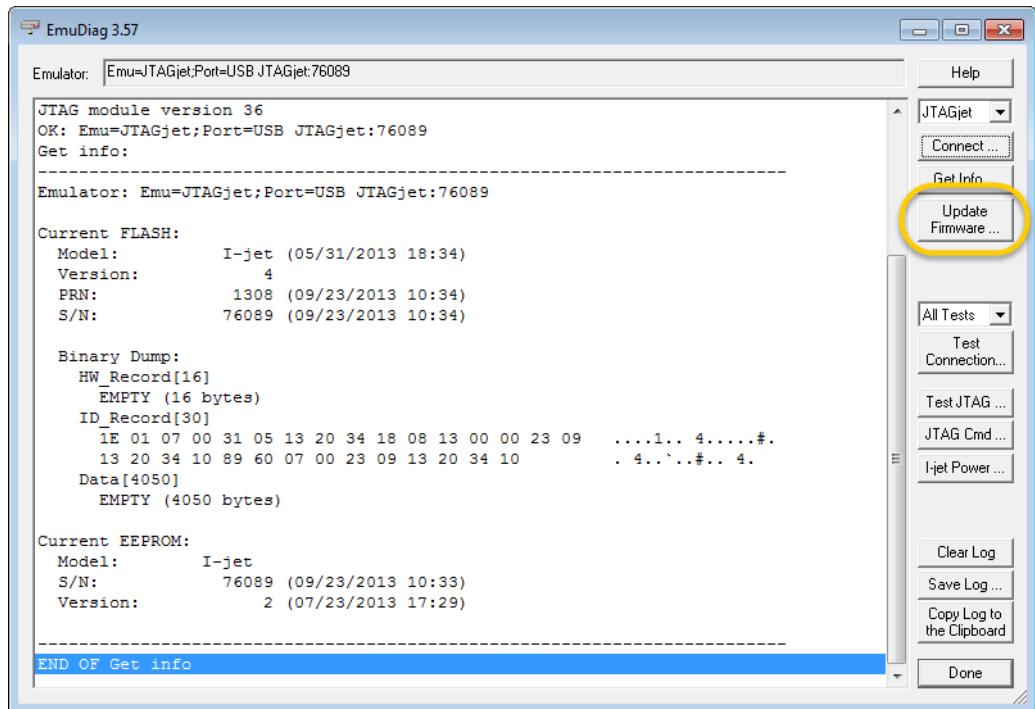 EmuDiag 3.57
Emulator: Emu=JTAGjet;Port=USB JTAGjet:76089
Help
JTAG module version 36
OK: Emu=JTAGjet;Port=USB JTAGjet:76089
Get info:
--------------------------------------------------------------------------
Emulator: Emu=JTAGjet;Port=USB JTAGjet:76089
Current FLASH:
Model: I-jet (05/31/2013 18:34)
Version: 4
PRN: 1308 (09/23/2013 10:34)
S/N: 76089 (09/23/2013 10:34)
Binary Dump:
HW_Record[16]
EMPTY (16 bytes)
ID_Record[30]
1E 01 07 00 31 05 13 20 34 18 08 13 00 00 23 09 ....1.. 4.....#.
13 20 34 10 89 60 07 00 23 09 13 20 34 10 . 4..`..#.. 4.
Data[4050]
EMPTY (4050 bytes)
Current EEPROM:
Model: I-jet
S/N: 76089 (09/23/2013 10:33)
Version: 2 (07/23/2013 17:29)
--------------------------------------------------------------------------
END OF Get info
JTAGjet
Connect ...
Get Info ...
Update
Firmware ...
All Tests
Test
Connection...
Test JTAG ...
JTAG Cmd ...
I-jet Power ...
Clear Log
Save Log ...
Copy Log to
the Clipboard
Done